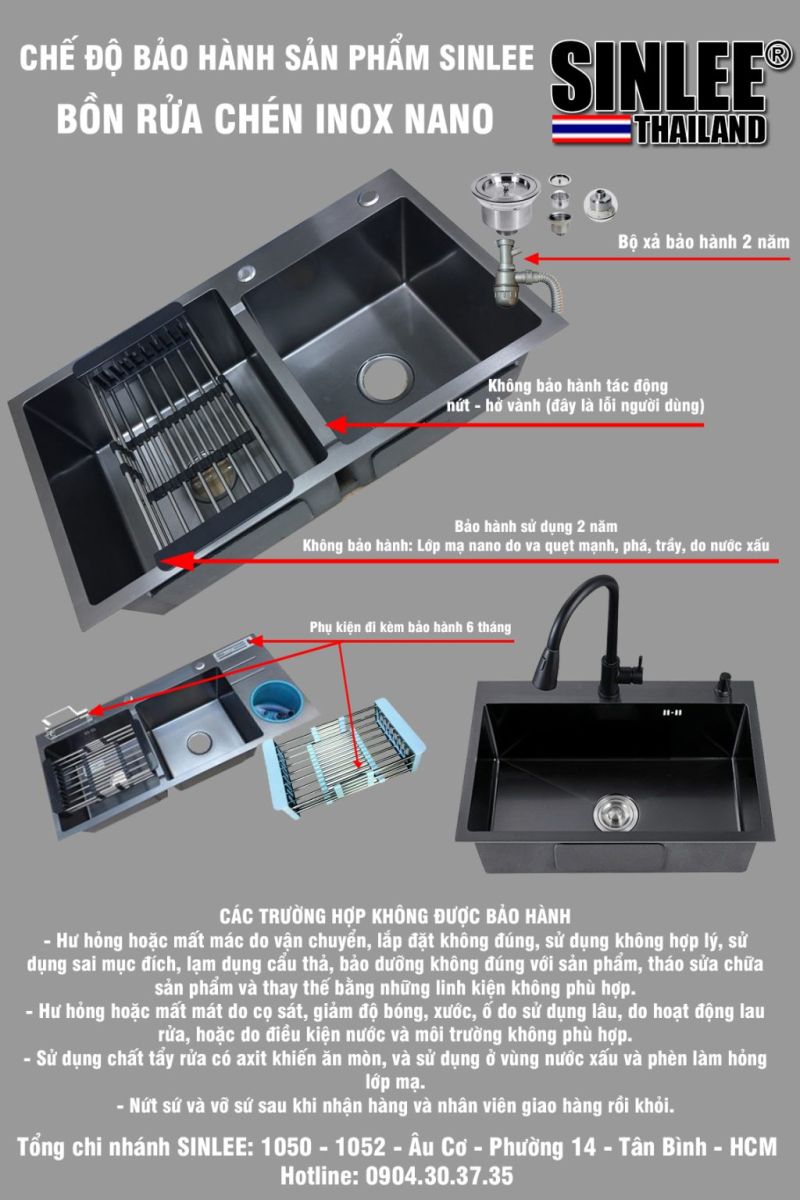 CHẾ ĐỘ BẢO HÀNH SẢN PHẨM SINLEE
BỒN RỬA CHÉN INOX NANO
SINLEE®
THAILAND
Bộ xả bảo hành 2 năm
Không bảo hành tác động
nứt - hở vành (đây là lỗi người dùng)
Bảo hành sử dụng 2 năm
Không bảo hành: Lớp mạ nano do va quẹt mạnh, phá, trầy, do nước xấu
Phụ kiện đi kèm bảo hành 6 tháng
CÁC TRƯỜNG HỢP KHÔNG ĐƯỢC BẢO HÀNH
- Hư hỏng hoặc mất mác do vận chuyển, lắp đặt không đúng, sử dụng không hợp lý, sử
dụng sai mục đích, lạm dụng cẩu thả, bảo dưỡng không đúng với sản phẩm, tháo sửa chữa
sản phẩm và thay thế bằng những linh kiện không phù hợp.
- Hư hỏng hoặc mất mát do cọ sát, giảm độ bóng, xước, ố do sử dụng lâu, do hoạt động lau
rửa, hoặc do điều kiện nước và môi trường không phù hợp.
- Sử dụng chất tẩy rửa có axit khiến ăn mòn, và sử dụng ở vùng nước xấu và phèn làm hỏng
lớp mạ.
- Nứt sứ và vỡ sứ sau khi nhận hàng và nhân viên giao hàng rồi khỏi.
Tổng chi nhánh SINLEE: 1050 - 1052 - Âu Cơ - Phường 14 - Tân Bình - HCM
Hotline: 0904.30.37.35